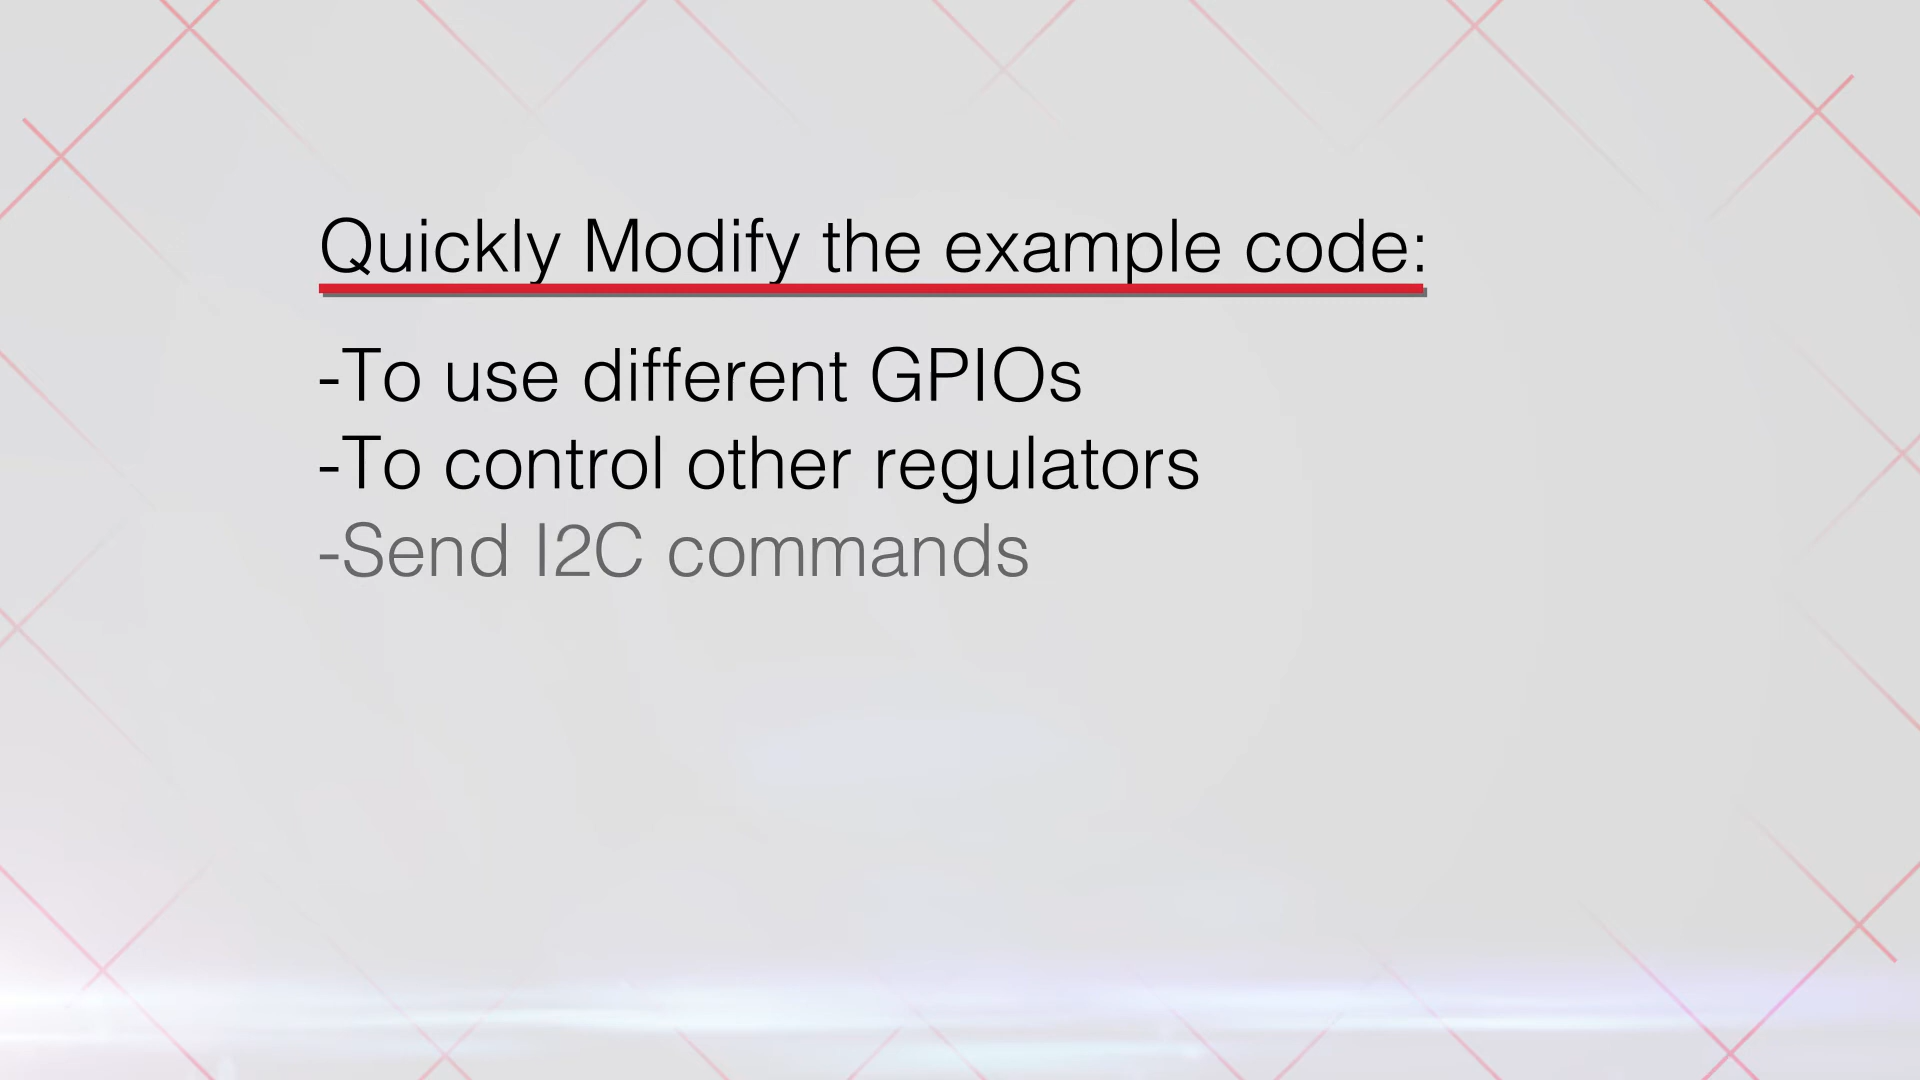 Quickly Modify the example code:
-To use different GPIOs
-To control other regulators
-Send I2C commands